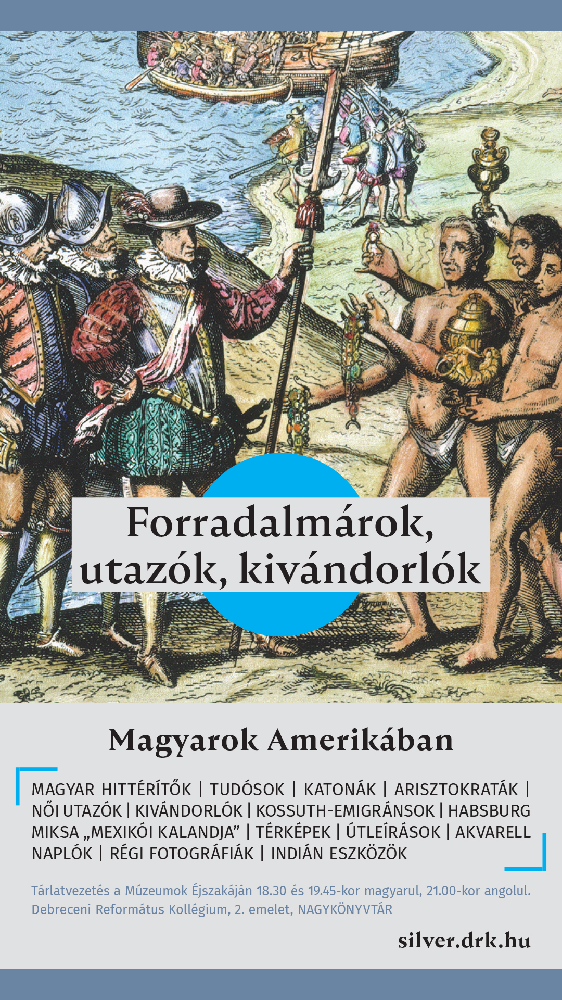 Forradalmárok,
utazók, kivándorlók
Magyarok Amerikában
MAGYAR HITTÉRÍTŐK | TUDÓSOK | KATONÁK | ARISZTOKRATÁK |
NŐI UTAZÓK | KIVÁNDORLÓK | KOSSUTH-EMIGRÁNSOK | HABSBURG
MIKSA „MEXIKÓI KALANDJA” | TÉRKÉPEK | ÚTLEÍRÁSOK | AKVARELL
NAPLÓK | RÉGI FOTOGRÁFIÁK | INDIÁN ESZKÖZÖK
Tárlatvezetés a Múzeumok Éjszakáján 18.30 és 19.45-kor magyarul, 21.00-kor angolul.
Debreceni Református Kollégium, 2. emelet, NAGYKÖNYVTÁR
silver.drk.hu